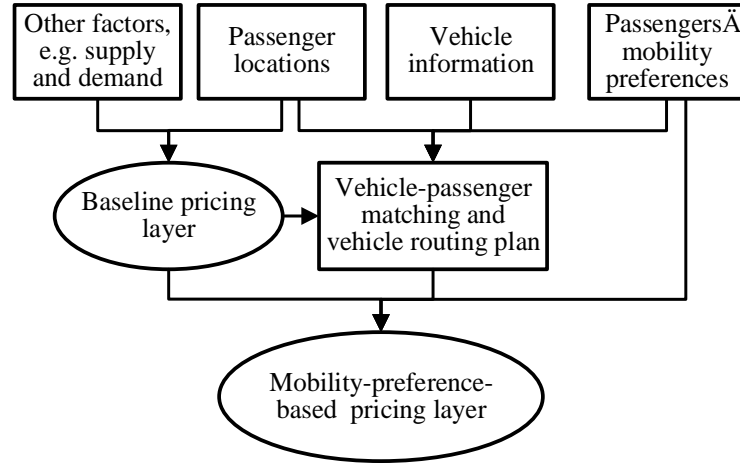 Other factors,
e.g. supply
and demand
Passenger
locations
Vehicle
information
PassengersÄ
mobility
preferences
Baseline pricing
layer
Vehicle-passenger
matching and
vehicle routing plan
Mobility-preference-
based pricing layer